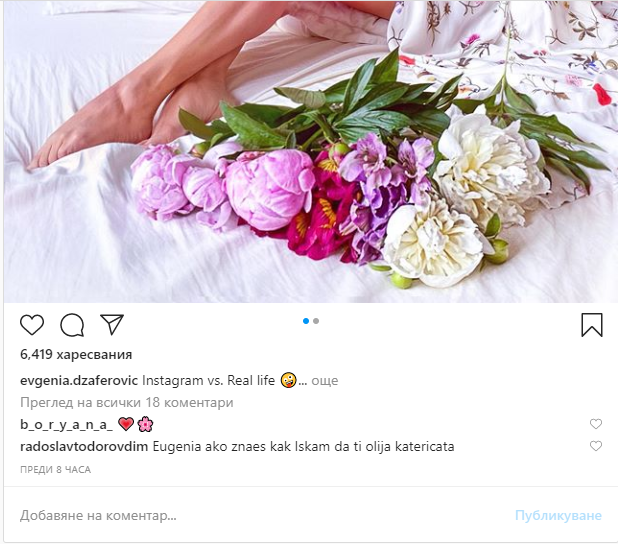 6,419 харесвания
evgenia.dzaferovic Instagram vs. Real life 🤪... още
Преглед на всички 18 коментари
b_o_r_y_a_n_a_ 💗🌸
radoslavtodorovdim Eugenia ako znaes kak Iskam da ti olija katericata
ПРЕДИ 8 ЧАСА
Добавяне на коментар... Публикуване